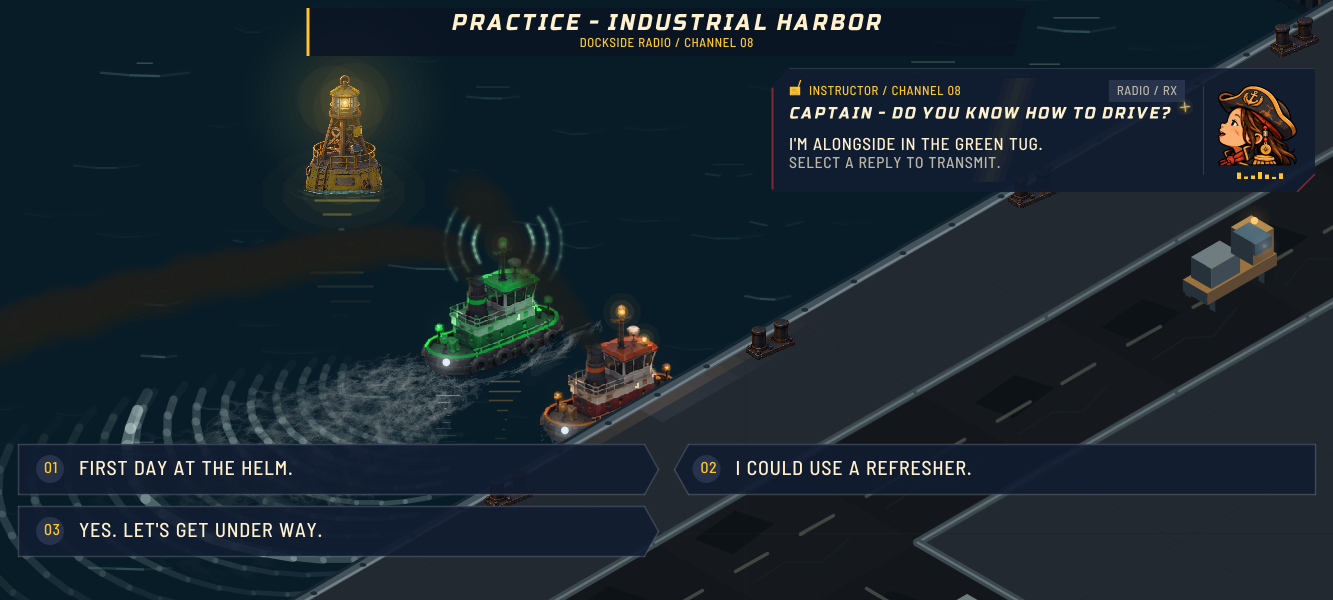 PRACTICE - INDUSTRIAL HARBOR
DOCKSIDE RADIO / CHANNEL 08
INSTRUCTOR / CHANNEL 08
RADIO / RX
CAPTAIN - DO YOU KNOW HOW TO DRIVE?
I'M ALONGSIDE IN THE GREEN TUG.
SELECT A REPLY TO TRANSMIT.
01 FIRST DAY AT THE HELM.
02 I COULD USE A REFRESHER.
03 YES. LET'S GET UNDER WAY.